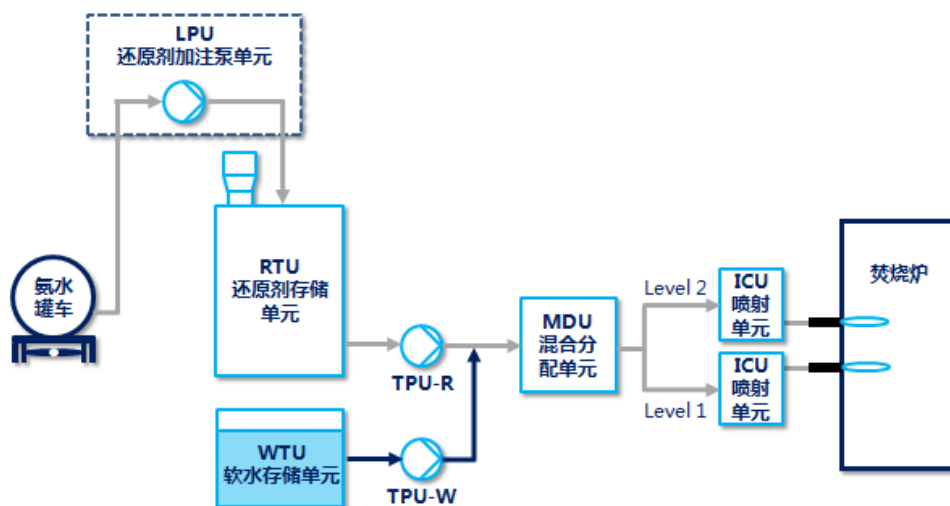 LPU
还原剂加注泵单元
氨水
罐车
RTU
还原剂存储
单元
TPU-R
WTU
软水存储单元
TPU-W
MDU
混合分
配单元
Level 2
Level 1
ICU
喷射
单元
ICU
喷射
单元
焚烧炉